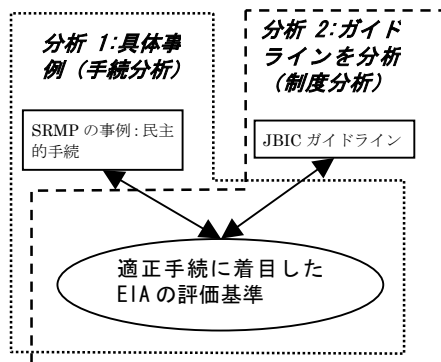 分析 1:具体事
例（手続分析）
SRMP の事例：民主
的手続
分析 2:ガイド
ラインを分析
(制度分析)
JBIC ガイドライン
適正手続に着目した
EIAの評価基準